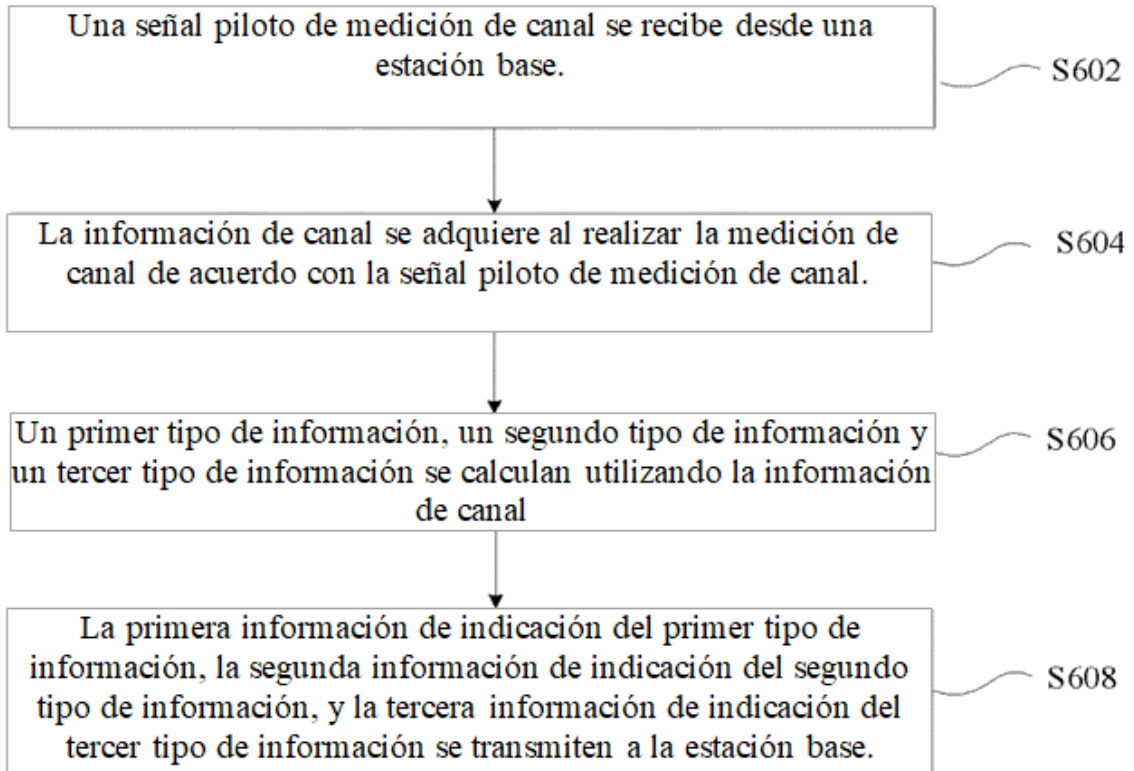 Una señal piloto de medición de canal se recibe desde una
estación base.
S602
La información de canal se adquiere al realizar la medición de
canal de acuerdo con la señal piloto de medición de canal.
S604
Un primer tipo de información, un segundo tipo de información y
un tercer tipo de información se calculan utilizando la información
de canal
S606
La primera información de indicación del primer tipo de
información, la segunda información de indicación del segundo
tipo de información, y la tercera información de indicación del
tercer tipo de información se transmiten a la estación base.
S608